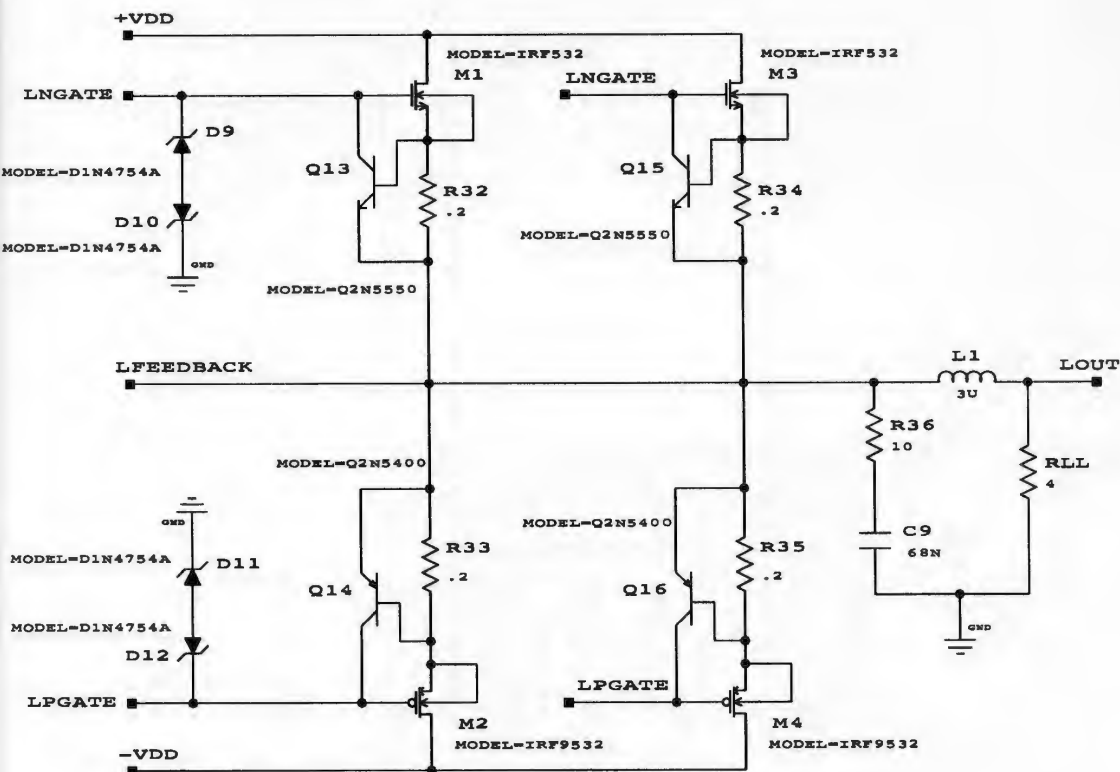 +VDD
MODEL=IRF532
M1
MODEL=IRF532
M3
LNGATE
LNGATE
D9
MODEL=D1N4754A
Q13
R32
.2
Q15
R34
.2
D10
MODEL=D1N4754A
GND
MODEL=Q2N5550
MODEL=Q2N5550
LFEEDBACK
L1
3U
LOUT
R36
10
RLL
4
MODEL=Q2N5400
GND
MODEL=Q2N5400
C9
68N
MODEL=D1N4754A
D11
R33
.2
R35
.2
Q14
Q16
MODEL=D1N4754A
D12
GND
LPGATE
LPGATE
M2
M4
-VDD
MODEL=IRF9532
MODEL=IRF9532